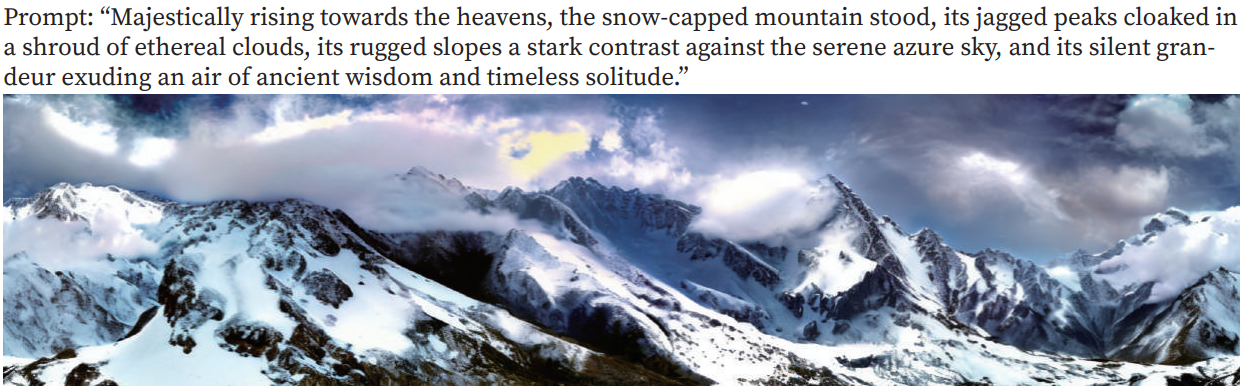 Prompt: “Majestically rising towards the heavens, the snow-capped mountain stood, its jagged peaks cloaked in
a shroud of ethereal clouds, its rugged slopes a stark contrast against the serene azure sky, and its silent gran-
deur exuding an air of ancient wisdom and timeless solitude.”